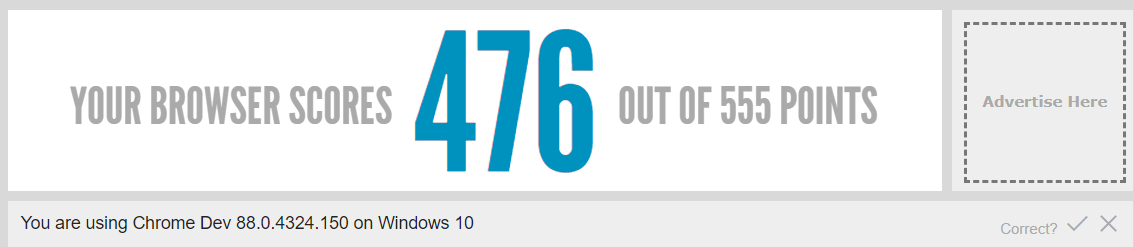 YOUR BROWSER SCORES 476 OUT OF 555 POINTS
Advertise Here
You are using Chrome Dev 88.0.4324.150 on Windows 10
Correct?